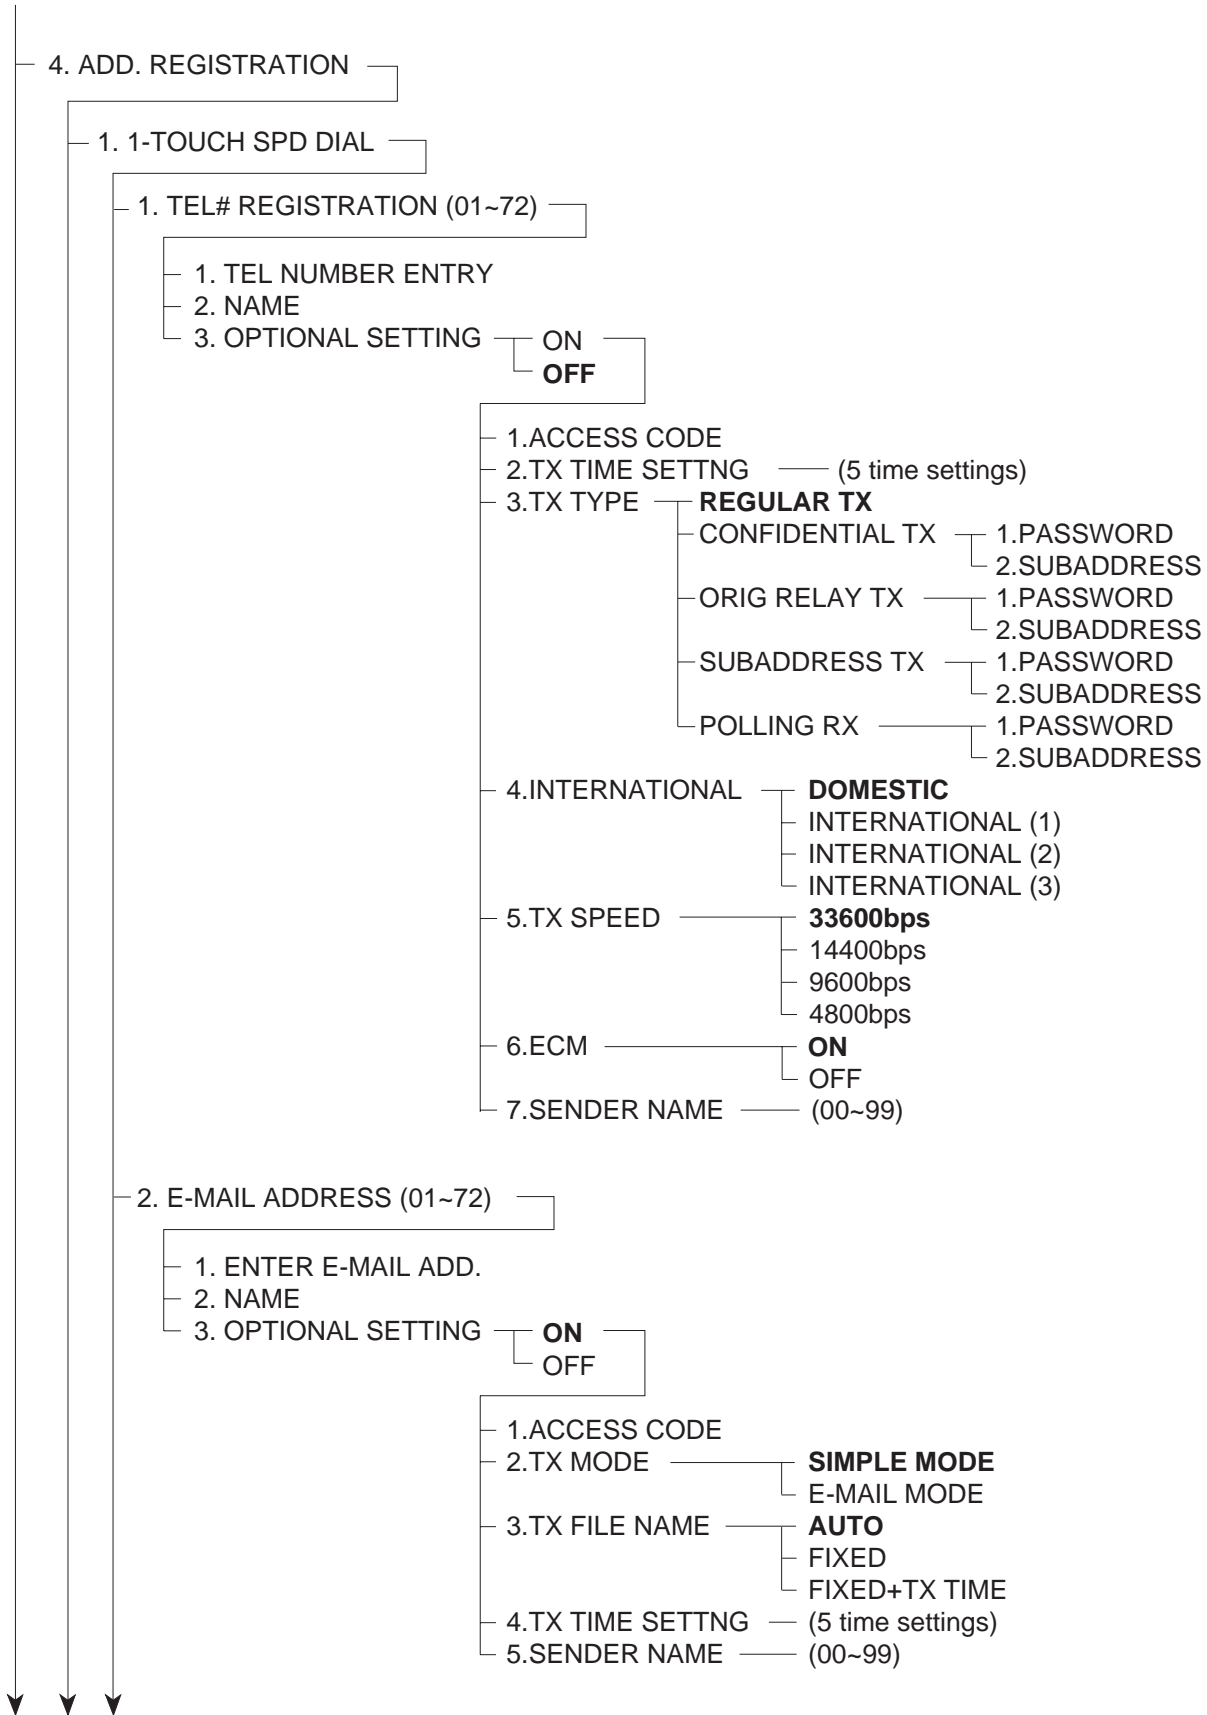 4. ADD. REGISTRATION
1. 1-TOUCH SPD DIAL
1. TEL# REGISTRATION (01~72)
1. TEL NUMBER ENTRY
2. NAME
3. OPTIONAL SETTING ON
OFF
1.ACCESS CODE
2.TX TIME SETTNG (5 time settings)
3.TX TYPE REGULAR TX
CONFIDENTIAL TX 1.PASSWORD
2.SUBADDRESS
ORIG RELAY TX 1.PASSWORD
2.SUBADDRESS
SUBADDRESS TX 1.PASSWORD
2.SUBADDRESS
POLLING RX 1.PASSWORD
2.SUBADDRESS
4.INTERNATIONAL DOMESTIC
INTERNATIONAL (1)
INTERNATIONAL (2)
INTERNATIONAL (3)
5.TX SPEED 33600bps
14400bps
9600bps
4800bps
6.ECM ON
OFF
7.SENDER NAME (00~99)
2. E-MAIL ADDRESS (01~72)
1. ENTER E-MAIL ADD.
2. NAME
3. OPTIONAL SETTING ON
OFF
1.ACCESS CODE
2.TX MODE SIMPLE MODE
E-MAIL MODE
3.TX FILE NAME AUTO
FIXED
FIXED+TX TIME
4.TX TIME SETTNG (5 time settings)
5.SENDER NAME (00~99)